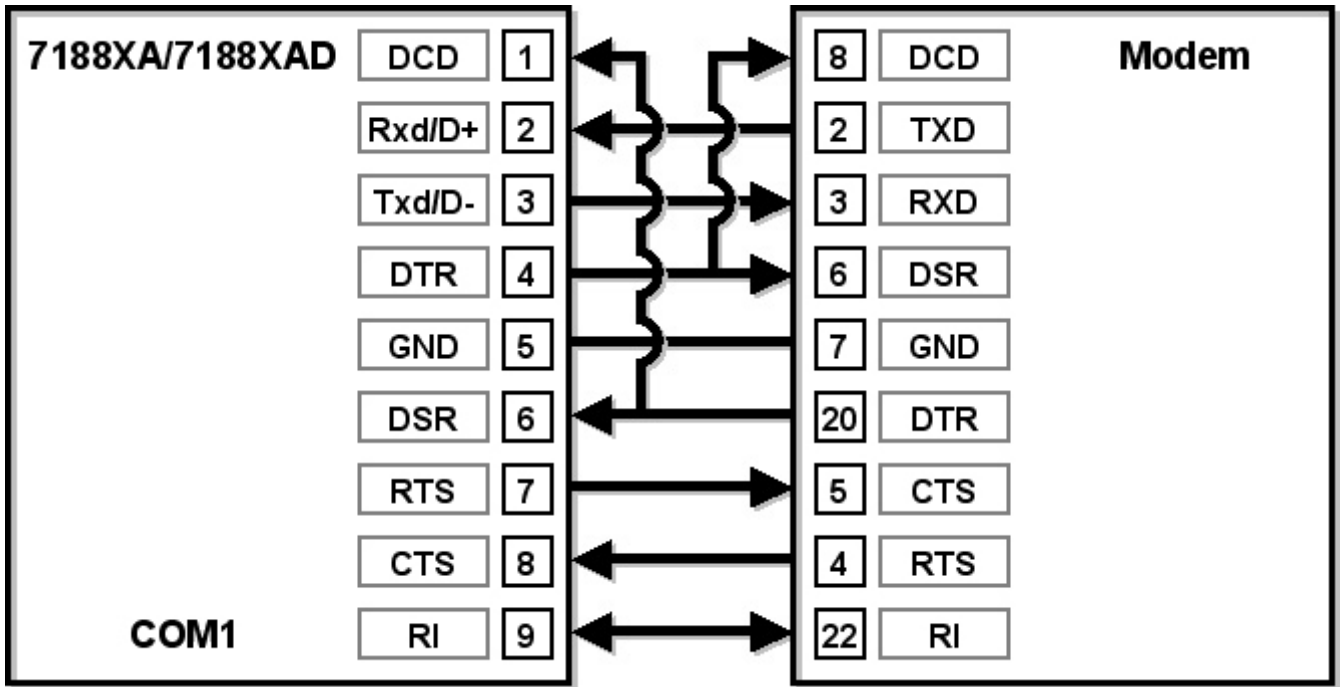 7188XA/7188XAD DCD 1 8 DCD Modem
Rxd/D+ 2 2 TXD
Txd/D- 3 3 RXD
DTR 4 6 DSR
GND 5 7 GND
DSR 6 20 DTR
RTS 7 5 CTS
CTS 8 4 RTS
COM1 RI 9 22 RI